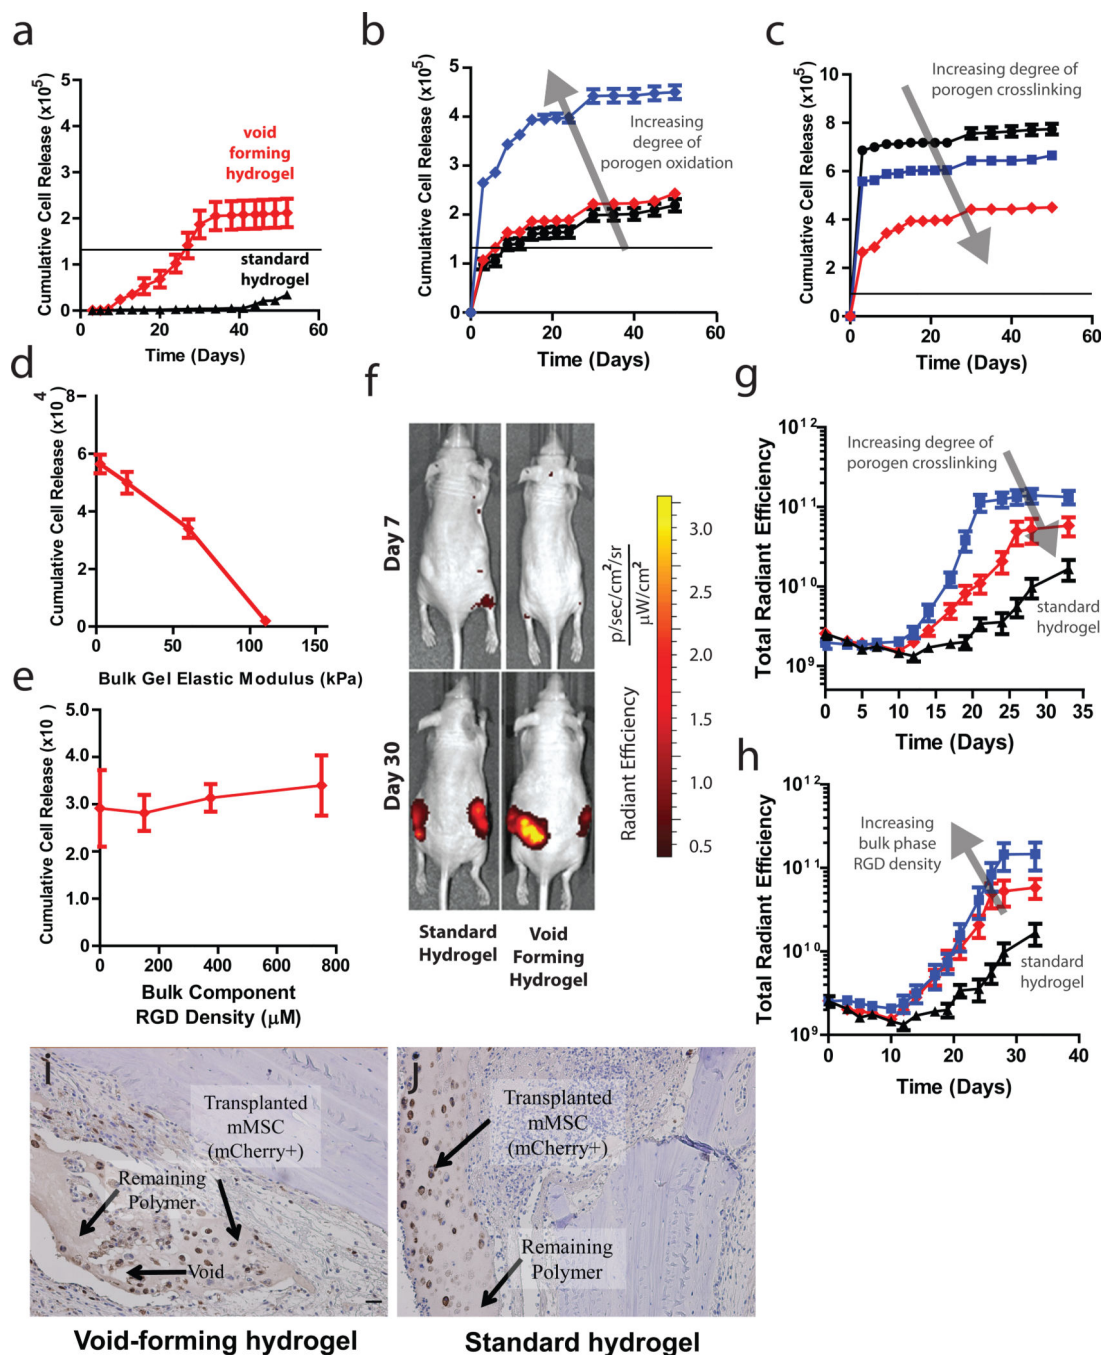 a
Cumulative Cell Release (x10⁵)
5
4
3
2
1
0
0
20
40
60
Time (Days)
void
forming
hydrogel
standard
hydrogel
b
Cumulative Cell Release (x10⁵)
5
4
3
2
1
0
0
20
40
60
Time (Days)
Increasing
degree of
porogen oxidation
c
Cumulative Cell Release (x10⁵)
10
8
6
4
2
0
0
20
40
60
Time (Days)
Increasing degree of
porogen crosslinking
d
Cumulative Cell Release (x10⁴)
8
6
4
2
0
0
50
100
150
Bulk Gel Elastic Modulus (kPa)
e
Cumulative Cell Release (x10 )
5.0
4.0
3.0
2.0
0
0
200
400
600
800
Bulk Component
RGD Density (μM)
f
Day 7
Day 30
Standard
Hydrogel
Void
Forming
Hydrogel
p/sec/cm²/sr
μW/cm²
Radiant Efficiency
3.0
2.5
2.0
1.5
1.0
0.5
g
Total Radiant Efficiency
10¹²
10¹¹
10¹⁰
10⁹
0
5
10
15
20
25
30
35
Time (Days)
Increasing degree of
porogen crosslinking
standard
hydrogel
h
Total Radiant Efficiency
10¹²
10¹¹
10¹⁰
10⁹
0
10
20
30
40
Time (Days)
Increasing
bulk phase
RGD density
standard
hydrogel
i
Transplanted
mMSC
(mCherry+)
Remaining
Polymer
Void
Void-forming hydrogel
J
Transplanted
mMSC
(mCherry+)
Remaining
Polymer
Standard hydrogel